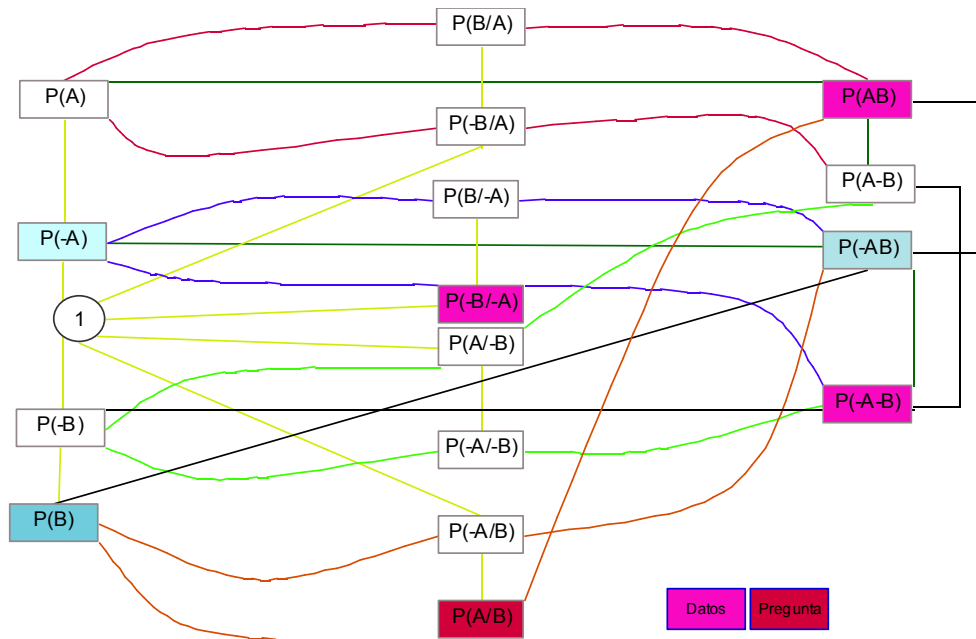 P(B/A)
P(A)
P(AB)
P(-B/A)
P(A-B)
P(B/-A)
P(-A)
P(-AB)
P(-B/-A)
1
P(A/-B)
P(-A-B)
P(-B)
P(-A/-B)
P(B)
P(-A/B)
P(A/B)
Datos
Pregunta